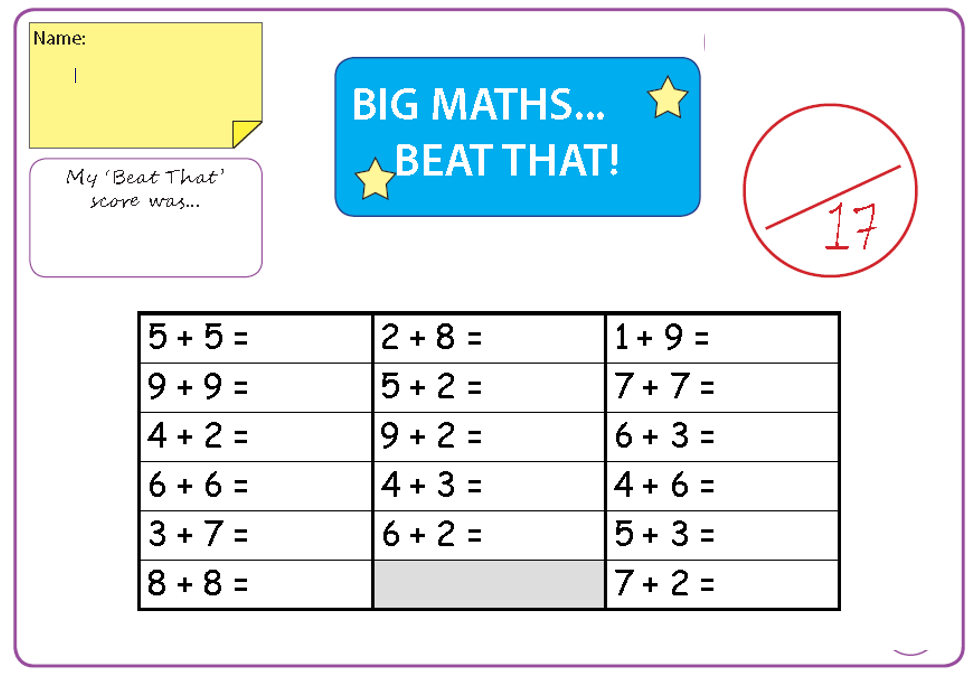 Name:
BIG MATHS...
BEAT THAT!
My 'Beat That'
score was...
17
5 + 5 = 2 + 8 = 1 + 9 =
9 + 9 = 5 + 2 = 7 + 7 =
4 + 2 = 9 + 2 = 6 + 3 =
6 + 6 = 4 + 3 = 4 + 6 =
3 + 7 = 6 + 2 = 5 + 3 =
8 + 8 = 7 + 2 =